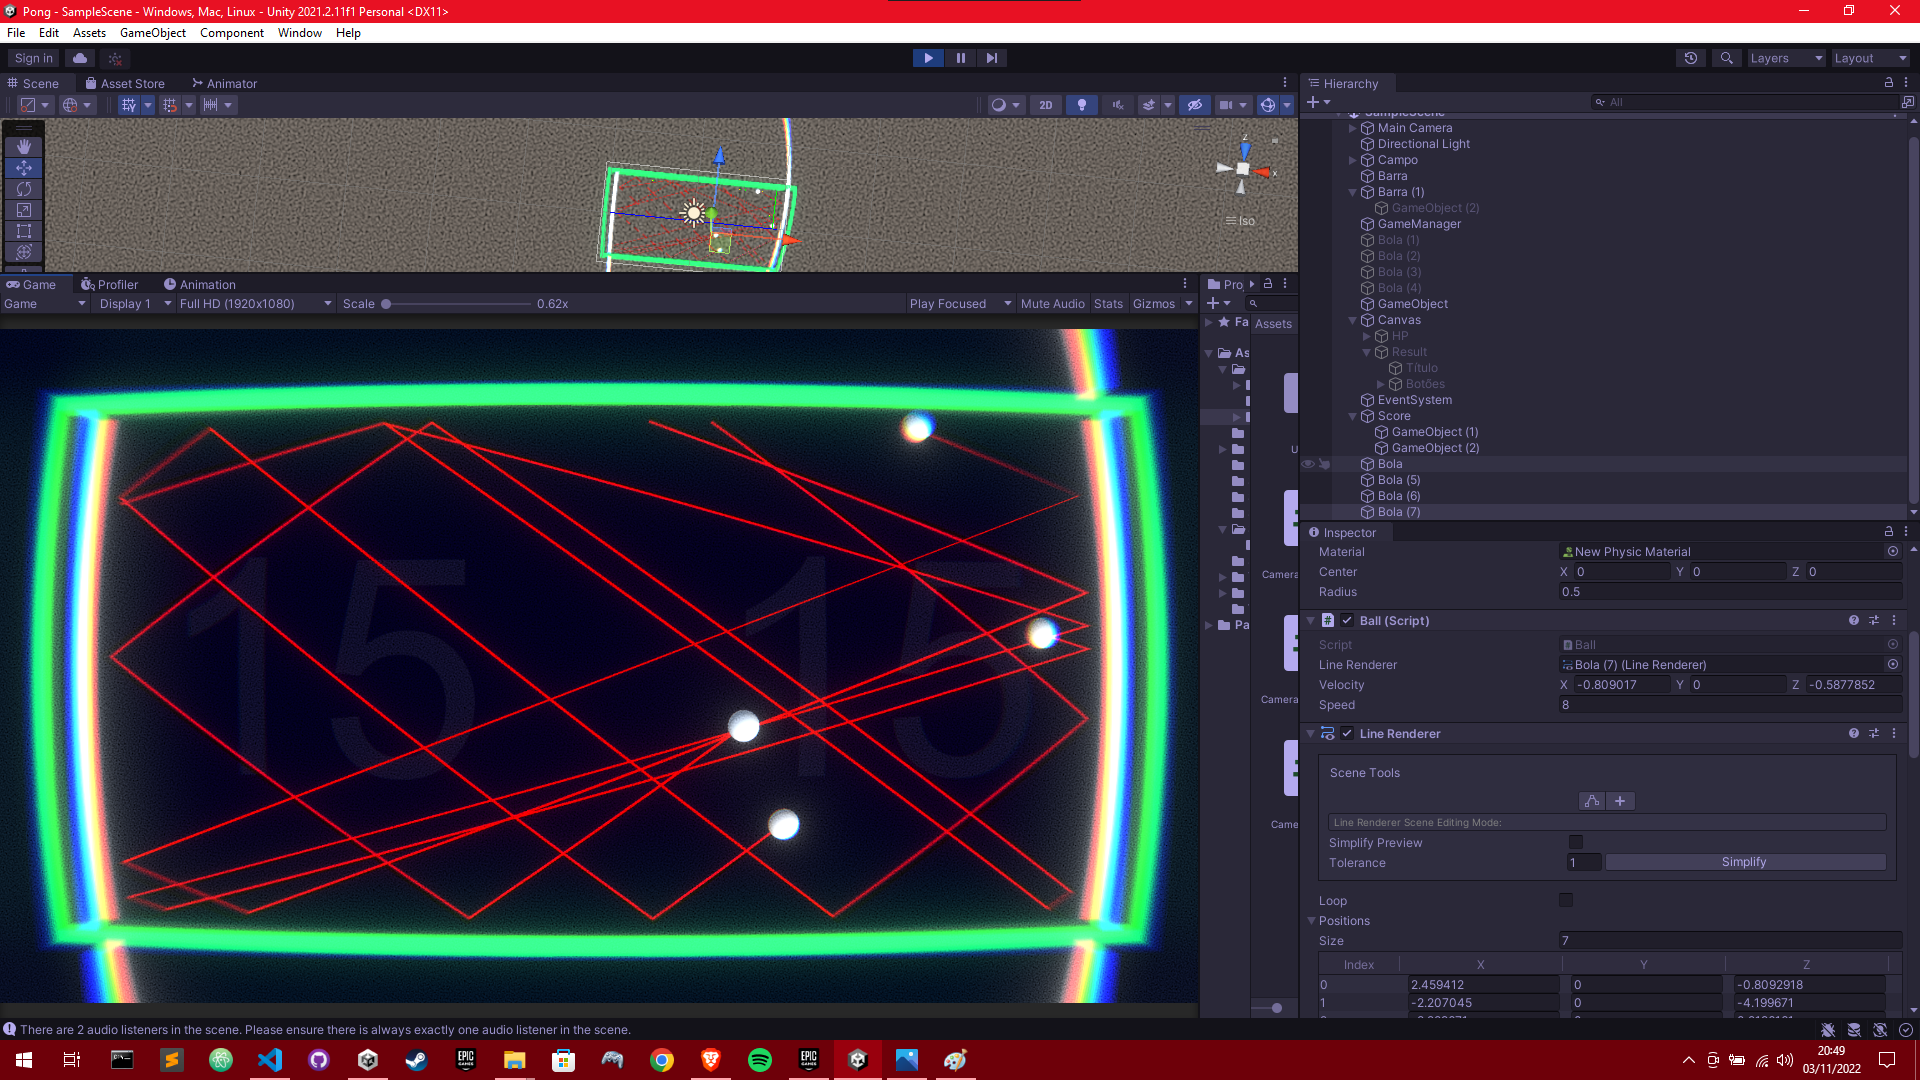 Pong - SampleScene - Windows, Mac, Linux - Unity 2021.2.11f1 Personal <DX11>
File Edit Assets GameObject Component Window Help
Sign in
Layers
Layout
Scene Asset Store Animator
2D
z
x
Iso
Game Profiler Animation
Game Display 1 Full HD (1920x1080) Scale 0.62x Play Focused Mute Audio Stats Gizmos
15 15
Proj
Fa
As
Pa
Assets
U
Camera
Camera
Came
Hierarchy
All
SampleScene
Main Camera
Directional Light
Campo
Barra
Barra (1)
GameObject (2)
GameManager
Bola (1)
Bola (2)
Bola (3)
Bola (4)
GameObject
Canvas
HP
Result
Título
Botões
EventSystem
Score
GameObject (1)
GameObject (2)
Bola
Bola (5)
Bola (6)
Bola (7)
Inspector
Material New Physic Material
Center X 0 Y 0 Z 0
Radius 0.5
Ball (Script)
Script Ball
Line Renderer Bola (7) (Line Renderer)
Velocity X -0.809017 Y 0 Z -0.5877852
Speed 8
Line Renderer
Scene Tools
Line Renderer Scene Editing Mode:
Simplify Preview
Tolerance 1 Simplify
Loop
Positions
Size 7
Index X Y Z
0 2.459412 0 -0.8092918
1 -2.207045 0 -4.199671
There are 2 audio listeners in the scene. Please ensure there is always exactly one audio listener in the scene.
EPIC GAMES
EPIC GAMES
20:49
03/11/2022